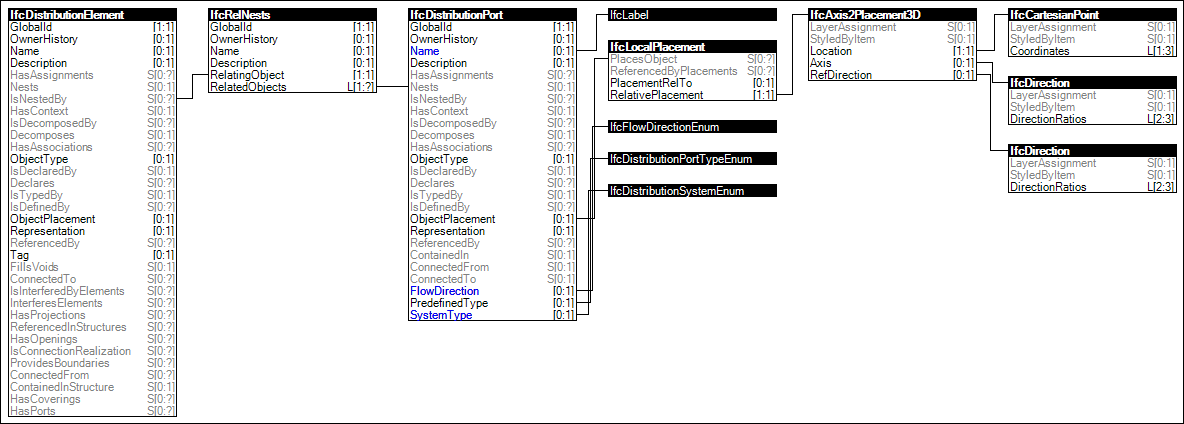 IfcDistributionElement
GlobalId [1:1]
OwnerHistory [0:1]
Name [0:1]
Description [0:1]
HasAssignments S[0:?]
Nests S[0:1]
IsNestedBy S[0:?]
HasContext S[0:1]
IsDecomposedBy S[0:?]
Decomposes S[0:1]
HasAssociations S[0:?]
ObjectType [0:1]
IsDeclaredBy S[0:1]
Declares S[0:?]
IsTypedBy S[0:1]
IsDefinedBy S[0:?]
ObjectPlacement [0:1]
Representation [0:1]
ReferencedBy S[0:?]
Tag [0:1]
FillsVoids S[0:1]
ConnectedTo S[0:?]
IsInterferedByElements S[0:?]
InterferesElements S[0:?]
HasProjections S[0:?]
ReferencedInStructures S[0:?]
HasOpenings S[0:?]
IsConnectionRealization S[0:?]
ProvidesBoundaries S[0:?]
ConnectedFrom S[0:?]
ContainedInStructure S[0:1]
HasCoverings S[0:?]
HasPorts S[0:?]
IfcRelNests
GlobalId [1:1]
OwnerHistory [0:1]
Name [0:1]
Description [0:1]
RelatingObject [1:1]
RelatedObjects L[1:?]
IfcDistributionPort
GlobalId [1:1]
OwnerHistory [0:1]
Name [0:1]
Description [0:1]
HasAssignments S[0:?]
Nests S[0:1]
IsNestedBy S[0:?]
HasContext S[0:1]
IsDecomposedBy S[0:?]
Decomposes S[0:1]
HasAssociations S[0:?]
ObjectType [0:1]
IsDeclaredBy S[0:1]
Declares S[0:?]
IsTypedBy S[0:1]
IsDefinedBy S[0:?]
ObjectPlacement [0:1]
Representation [0:1]
ReferencedBy S[0:?]
ContainedIn S[0:1]
ConnectedFrom S[0:1]
ConnectedTo S[0:1]
FlowDirection [0:1]
PredefinedType [0:1]
SystemType [0:1]
IfcLabel
IfcLocalPlacement
PlacesObject S[0:?]
ReferencedByPlacements S[0:?]
PlacementRelTo [0:1]
RelativePlacement [1:1]
IfcFlowDirectionEnum
IfcDistributionPortTypeEnum
IfcDistributionSystemEnum
IfcAxis2Placement3D
LayerAssignment S[0:1]
StyledByItem S[0:1]
Location [1:1]
Axis [0:1]
RefDirection [0:1]
IfcCartesianPoint
LayerAssignment S[0:1]
StyledByItem S[0:1]
Coordinates L[1:3]
IfcDirection
LayerAssignment S[0:1]
StyledByItem S[0:1]
DirectionRatios L[2:3]
IfcDirection
LayerAssignment S[0:1]
StyledByItem S[0:1]
DirectionRatios L[2:3]